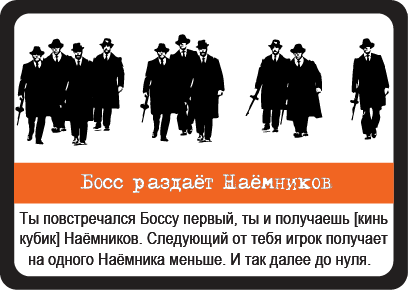 Босс раздаёт Наёмников
Ты повстречался Боссу первый, ты и получаешь [кинь
кубик] Наёмников. Следующий от тебя игрок получает
на одного Наёмника меньше. И так далее до нуля.